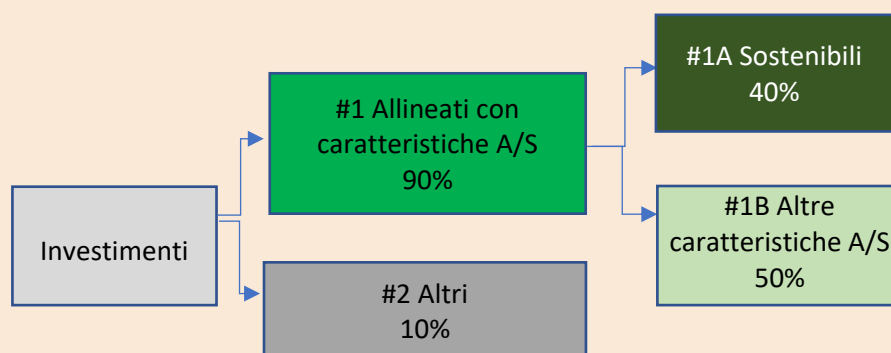 Investimenti
#1 Allineati con
caratteristiche A/S
90%
#2 Altri
10%
#1A Sostenibili
40%
#1B Altre
caratteristiche A/S
50%